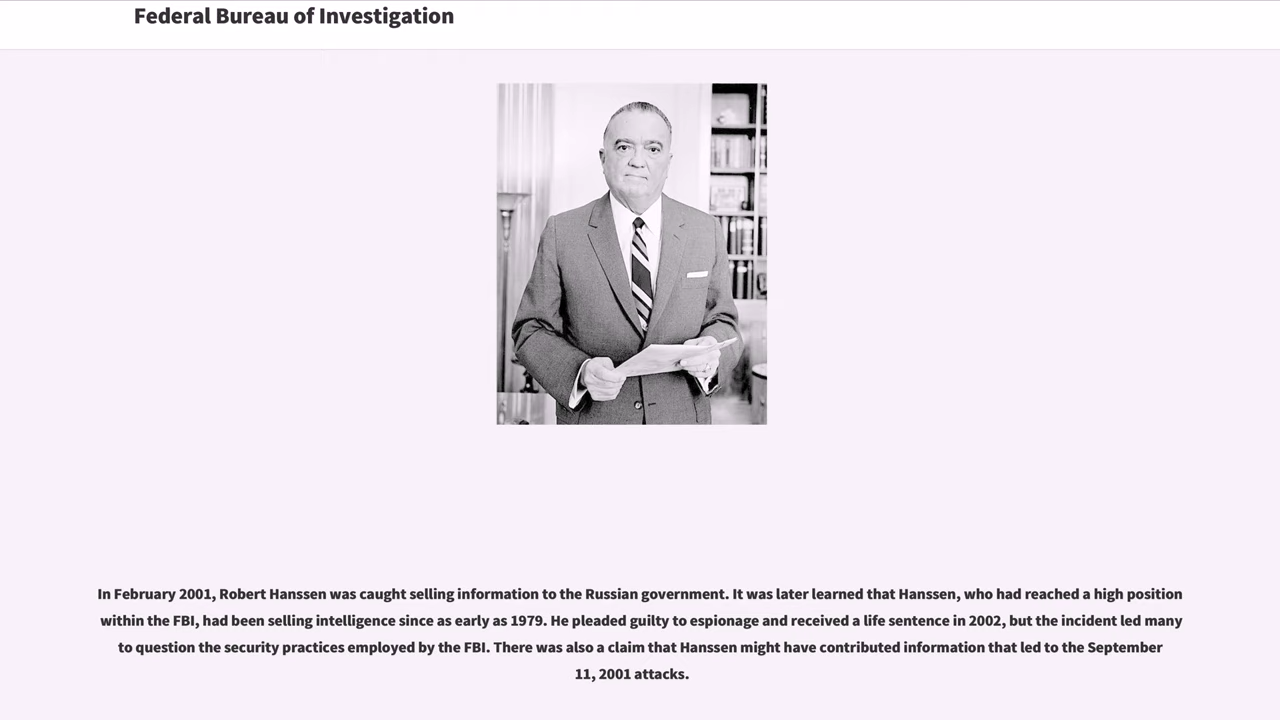 Federal Bureau of Investigation
In February 2001, Robert Hanssen was caught selling information to the Russian government. It was later learned that Hanssen, who had reached a high position
within the FBI, had been selling intelligence since as early as 1979. He pleaded guilty to espionage and received a life sentence in 2002, but the incident led many
to question the security practices employed by the FBI. There was also a claim that Hanssen might have contributed information that led to the September
11, 2001 attacks.